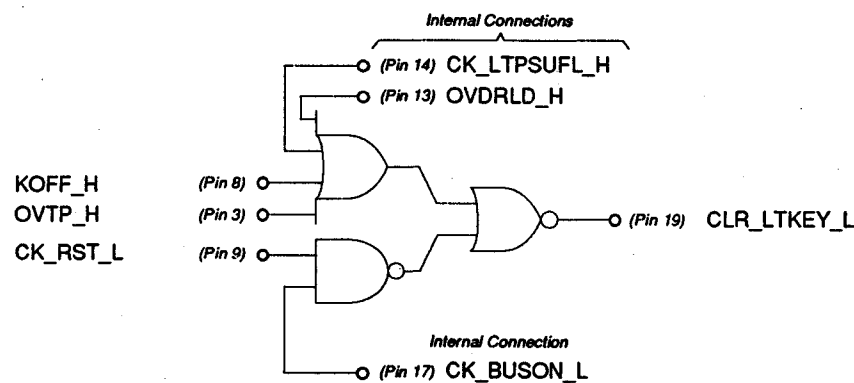 Internal Connections
(Pin 14) CK_LTPSUFL_H
(Pin 13) OVDRLD_H
KOFF_H (Pin 8)
OVTP_H (Pin 3)
CK_RST_L (Pin 9)
(Pin 19) CLR_LTKEY_L
Internal Connection
(Pin 17) CK_BUSON_L